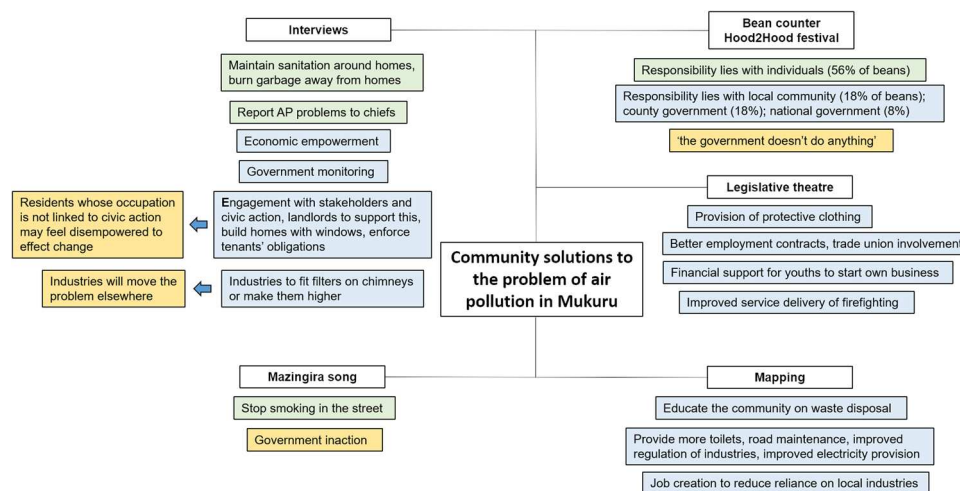 Interviews
Maintain sanitation around homes,
burn garbage away from homes
Report AP problems to chiefs
Economic empowerment
Government monitoring
Residents whose occupation
is not linked to civic action
may feel disempowered to
effect change
Engagement with stakeholders and
civic action, landlords to support this,
build homes with windows, enforce
tenants’ obligations
Industries will move the
problem elsewhere
Industries to fit filters on chimneys
or make them higher
Bean counter
Hood2Hood festival
Responsibility lies with individuals (56% of beans)
Responsibility lies with local community (18% of beans);
county government (18%); national government (8%)
‘the government doesn’t do anything’
Legislative theatre
Provision of protective clothing
Better employment contracts, trade union involvement
Financial support for youths to start own business
Improved service delivery of firefighting
Community solutions to
the problem of air
pollution in Mukuru
Mazingira song
Stop smoking in the street
Government inaction
Mapping
Educate the community on waste disposal
Provide more toilets, road maintenance, improved
regulation of industries, improved electricity provision
Job creation to reduce reliance on local industries